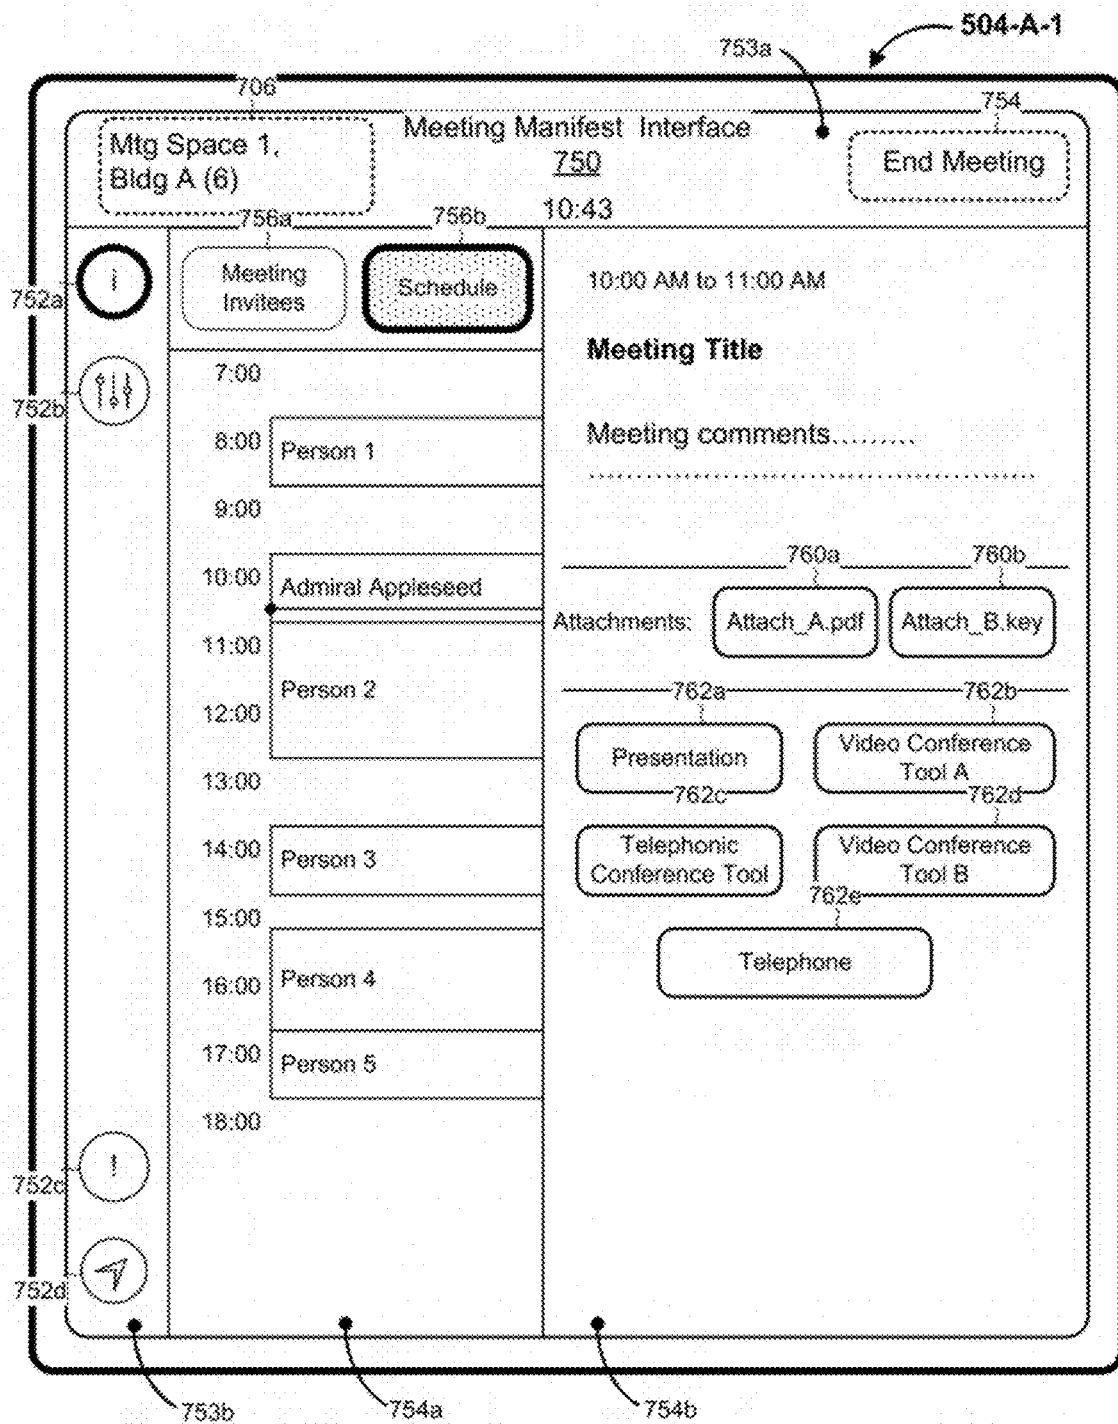 504-A-1
753a
706
754
Mtg Space 1,
Bldg A (6)
Meeting Manifest Interface
750
10:43
End Meeting
756a
756b
752a
i
Meeting
Invitees
Schedule
10:00 AM to 11:00 AM
Meeting Title
752b
7:00
8:00
Person 1
Meeting comments.........
9:00
760a
760b
10:00
Admiral Appleseed
Attachments:
Attach_A.pdf
Attach_B.key
11:00
Person 2
12:00
762a
762b
Presentation
Video Conference
Tool A
13:00
762c
762d
14:00
Person 3
Telephonic
Conference Tool
Video Conference
Tool B
762e
15:00
Telephone
16:00
Person 4
17:00
Person 5
18:00
!
752c
752d
753b
754a
754b